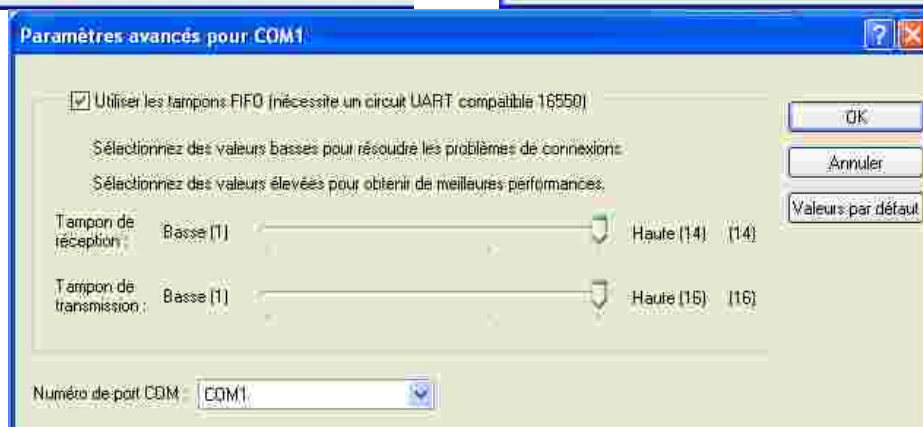 Paramètres avancés pour COM1
Utiliser les tampons FIFO (nécessite un circuit UART compatible 16550)
OK
Sélectionnez des valeurs basses pour résoudre les problèmes de connexions.
Annuler
Sélectionnez des valeurs élevées pour obtenir de meilleures performances.
Valeurs par défaut
Tampon de
réception :
Basse (1)
Haute (14)
(14)
Tampon de
transmission :
Basse (1)
Haute (16)
(16)
Numéro de port COM :
COM1